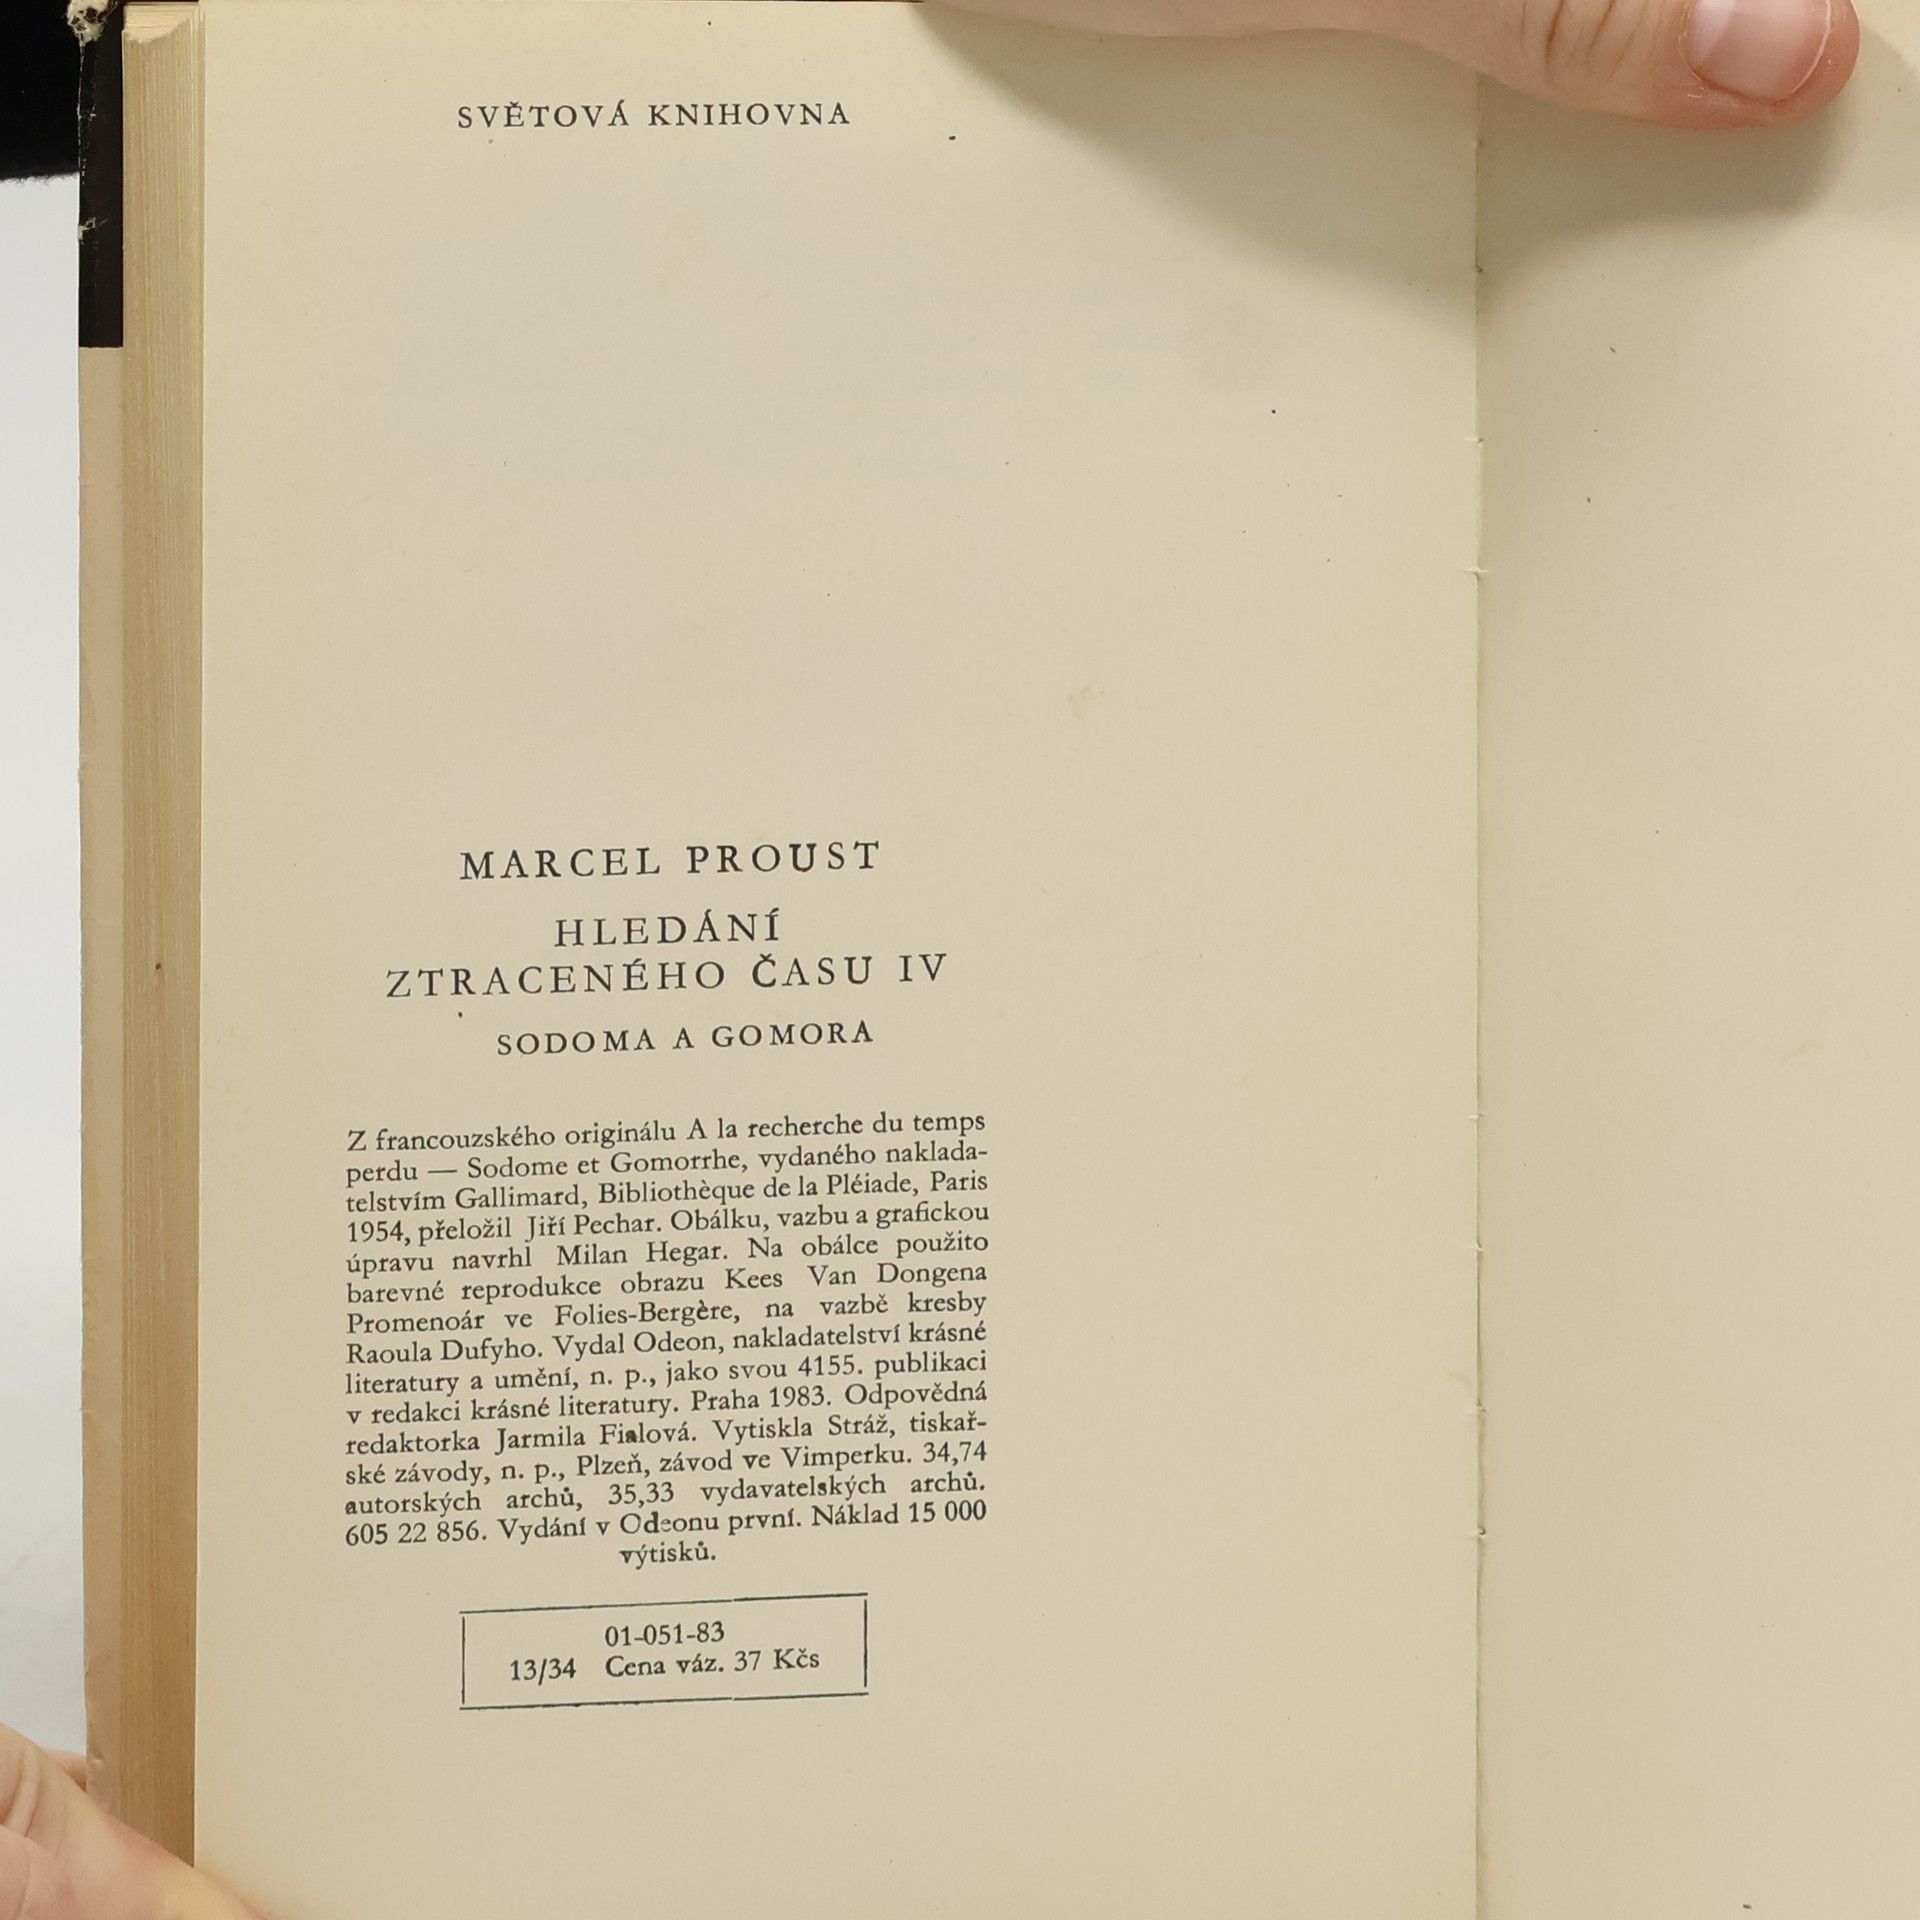 SVĚTOVÁ KNIHOVNA
MARCEL PROUST
HLEDÁNÍ
ZTRACENÉHO ČASU IV
SODOMA A GOMORA
Z francouzského originálu A la recherche du temps
perdu — Sodome et Gomorrhe, vydaného naklada-
telstvím Gallimard, Bibliothèque de la Pléiade, Paris
1954, přeložil Jiří Pechar. Obálku, vazbu a grafickou
úpravu navrhl Milan Hegar. Na obálce použito
barevné reprodukce obrazu Kees Van Dongena
Promenoár ve Folies-Bergère, na vazbě kresby
Raoula Dufyho. Vydal Odeon, nakladatelství krásné
literatury a umění, n. p., jako svou 4155. publikaci
v redakci krásné literatury. Praha 1983. Odpovědná
redaktorka Jarmila Fialová. Vytiskla Stráž, tiskař-
ské závody, n. p., Plzeň, závod ve Vimperku. 34,74
autorských archů, 35,33 vydavatelských archů.
605 22 856. Vydání v Odeonu první. Náklad 15 000
výtisků.
01-051-83
13/34 Cena váz. 37 Kčs